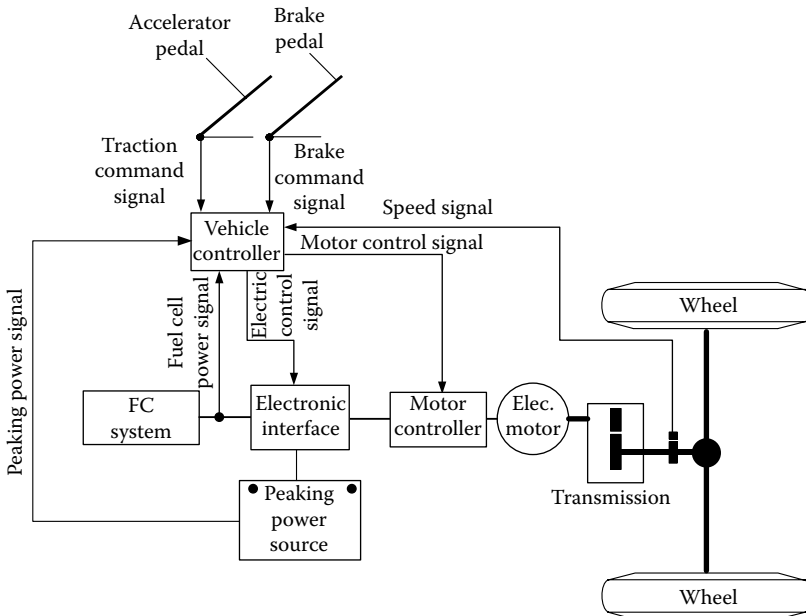 Accelerator
pedal
Brake
pedal
Traction
command
signal
Brake
command
signal
Speed signal
Vehicle
controller
Motor control signal
Peaking power signal
Fuel cell
power signal
Electric
control
signal
FC
system
Electronic
interface
Motor
controller
Elec.
motor
Transmission
Wheel
Peaking
power
source
Wheel